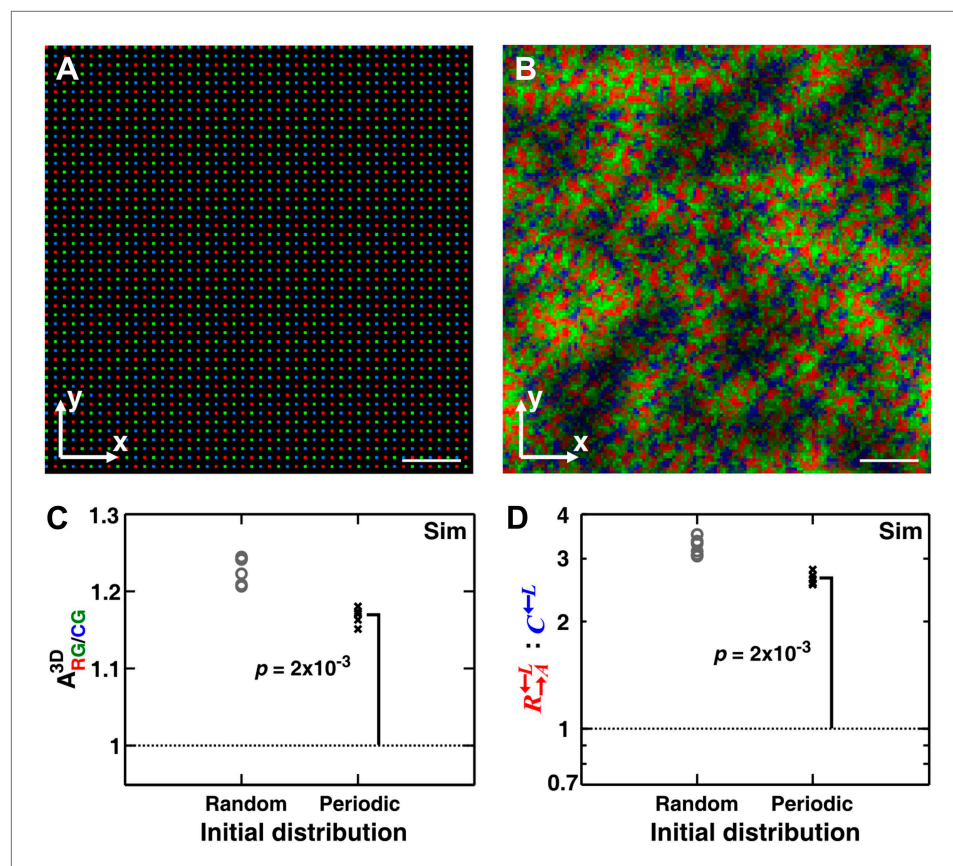 A
B
y
x
y
x
C
1.3
1.2
1.1
1
A3D RG/CG
Sim
p = 2x10-3
Random Periodic
Initial distribution
D
4
3
2
1
0.7
R←L→A :: C←L
Sim
p = 2x10-3
Random Periodic
Initial distribution